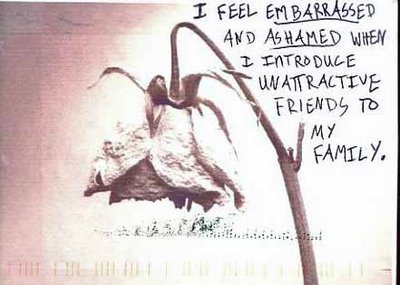 I FEEL EMBARRASSED
AND ASHAMED WHEN
I INTRODUCE
UNATTRACTIVE
FRIENDS TO
MY
FAMILY.